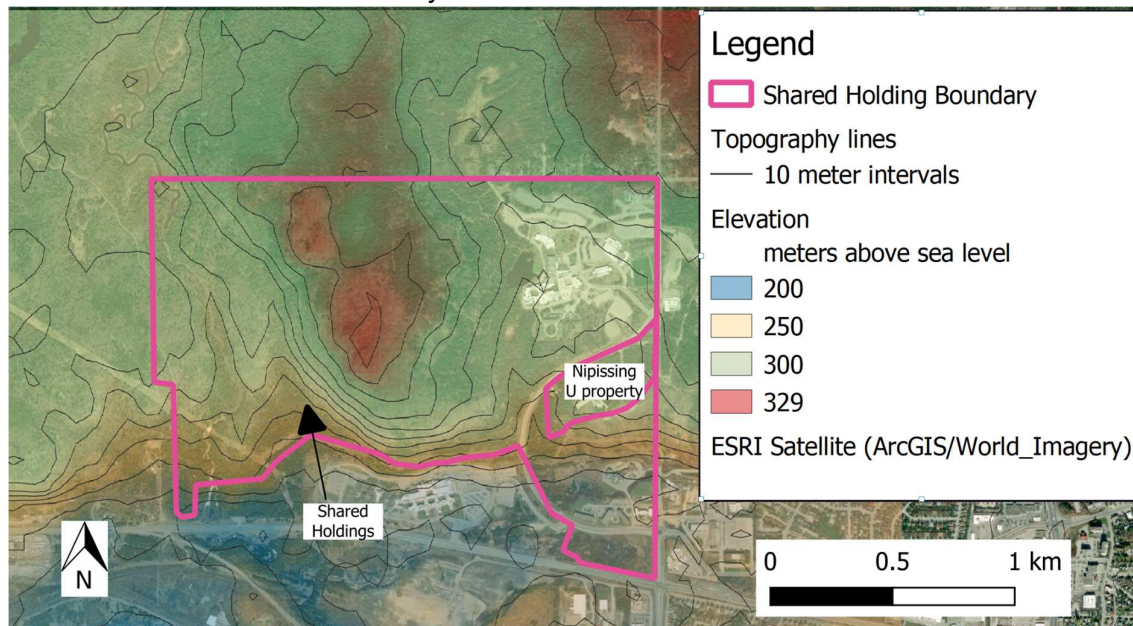 Legend
Shared Holding Boundary
Topography lines
10 meter intervals
Elevation
meters above sea level
200
250
300
329
ESRI Satellite (ArcGIS/World_Imagery)
Nipissing
U property
Shared
Holdings
N
0 0.5 1 km